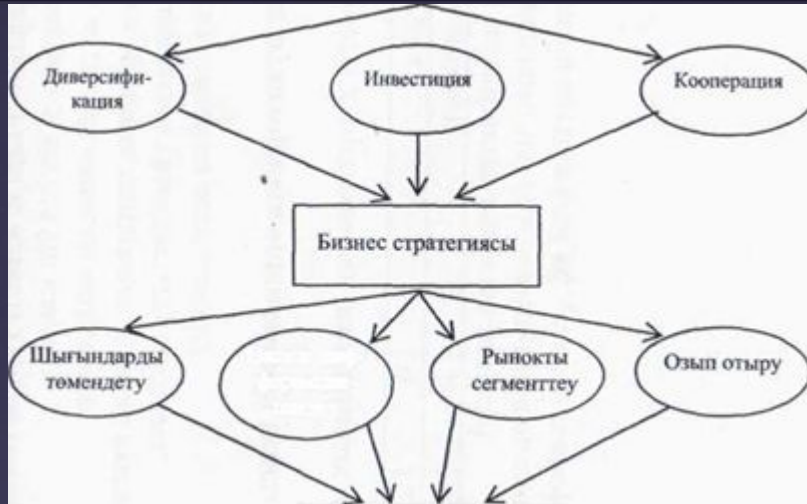 Диверсифи-
кация
Инвестиция
Кооперация
Бизнес стратегиясы
Шығындарды
төмендету
Рынокты
сегменттеу
Озып отыру